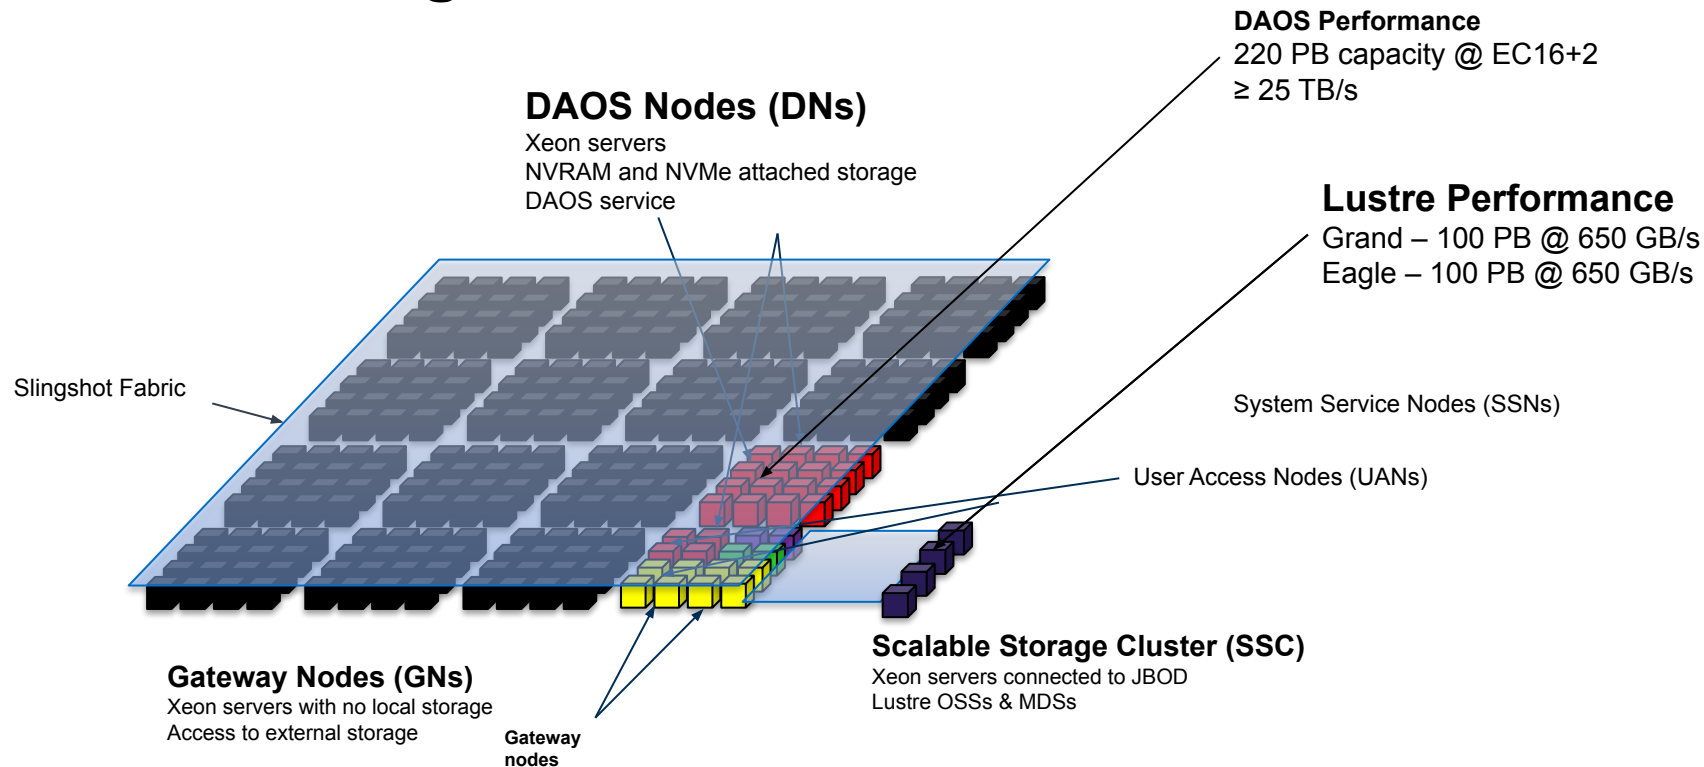 DAOS Performance
220 PB capacity @ EC16+2
≥ 25 TB/s
DAOS Nodes (DNs)
Xeon servers
NVRAM and NVMe attached storage
DAOS service
Lustre Performance
Grand – 100 PB @ 650 GB/s
Eagle – 100 PB @ 650 GB/s
Slingshot Fabric
System Service Nodes (SSNs)
User Access Nodes (UANs)
Scalable Storage Cluster (SSC)
Xeon servers connected to JBOD
Lustre OSSs & MDSs
Gateway Nodes (GNs)
Xeon servers with no local storage
Access to external storage
Gateway
nodes